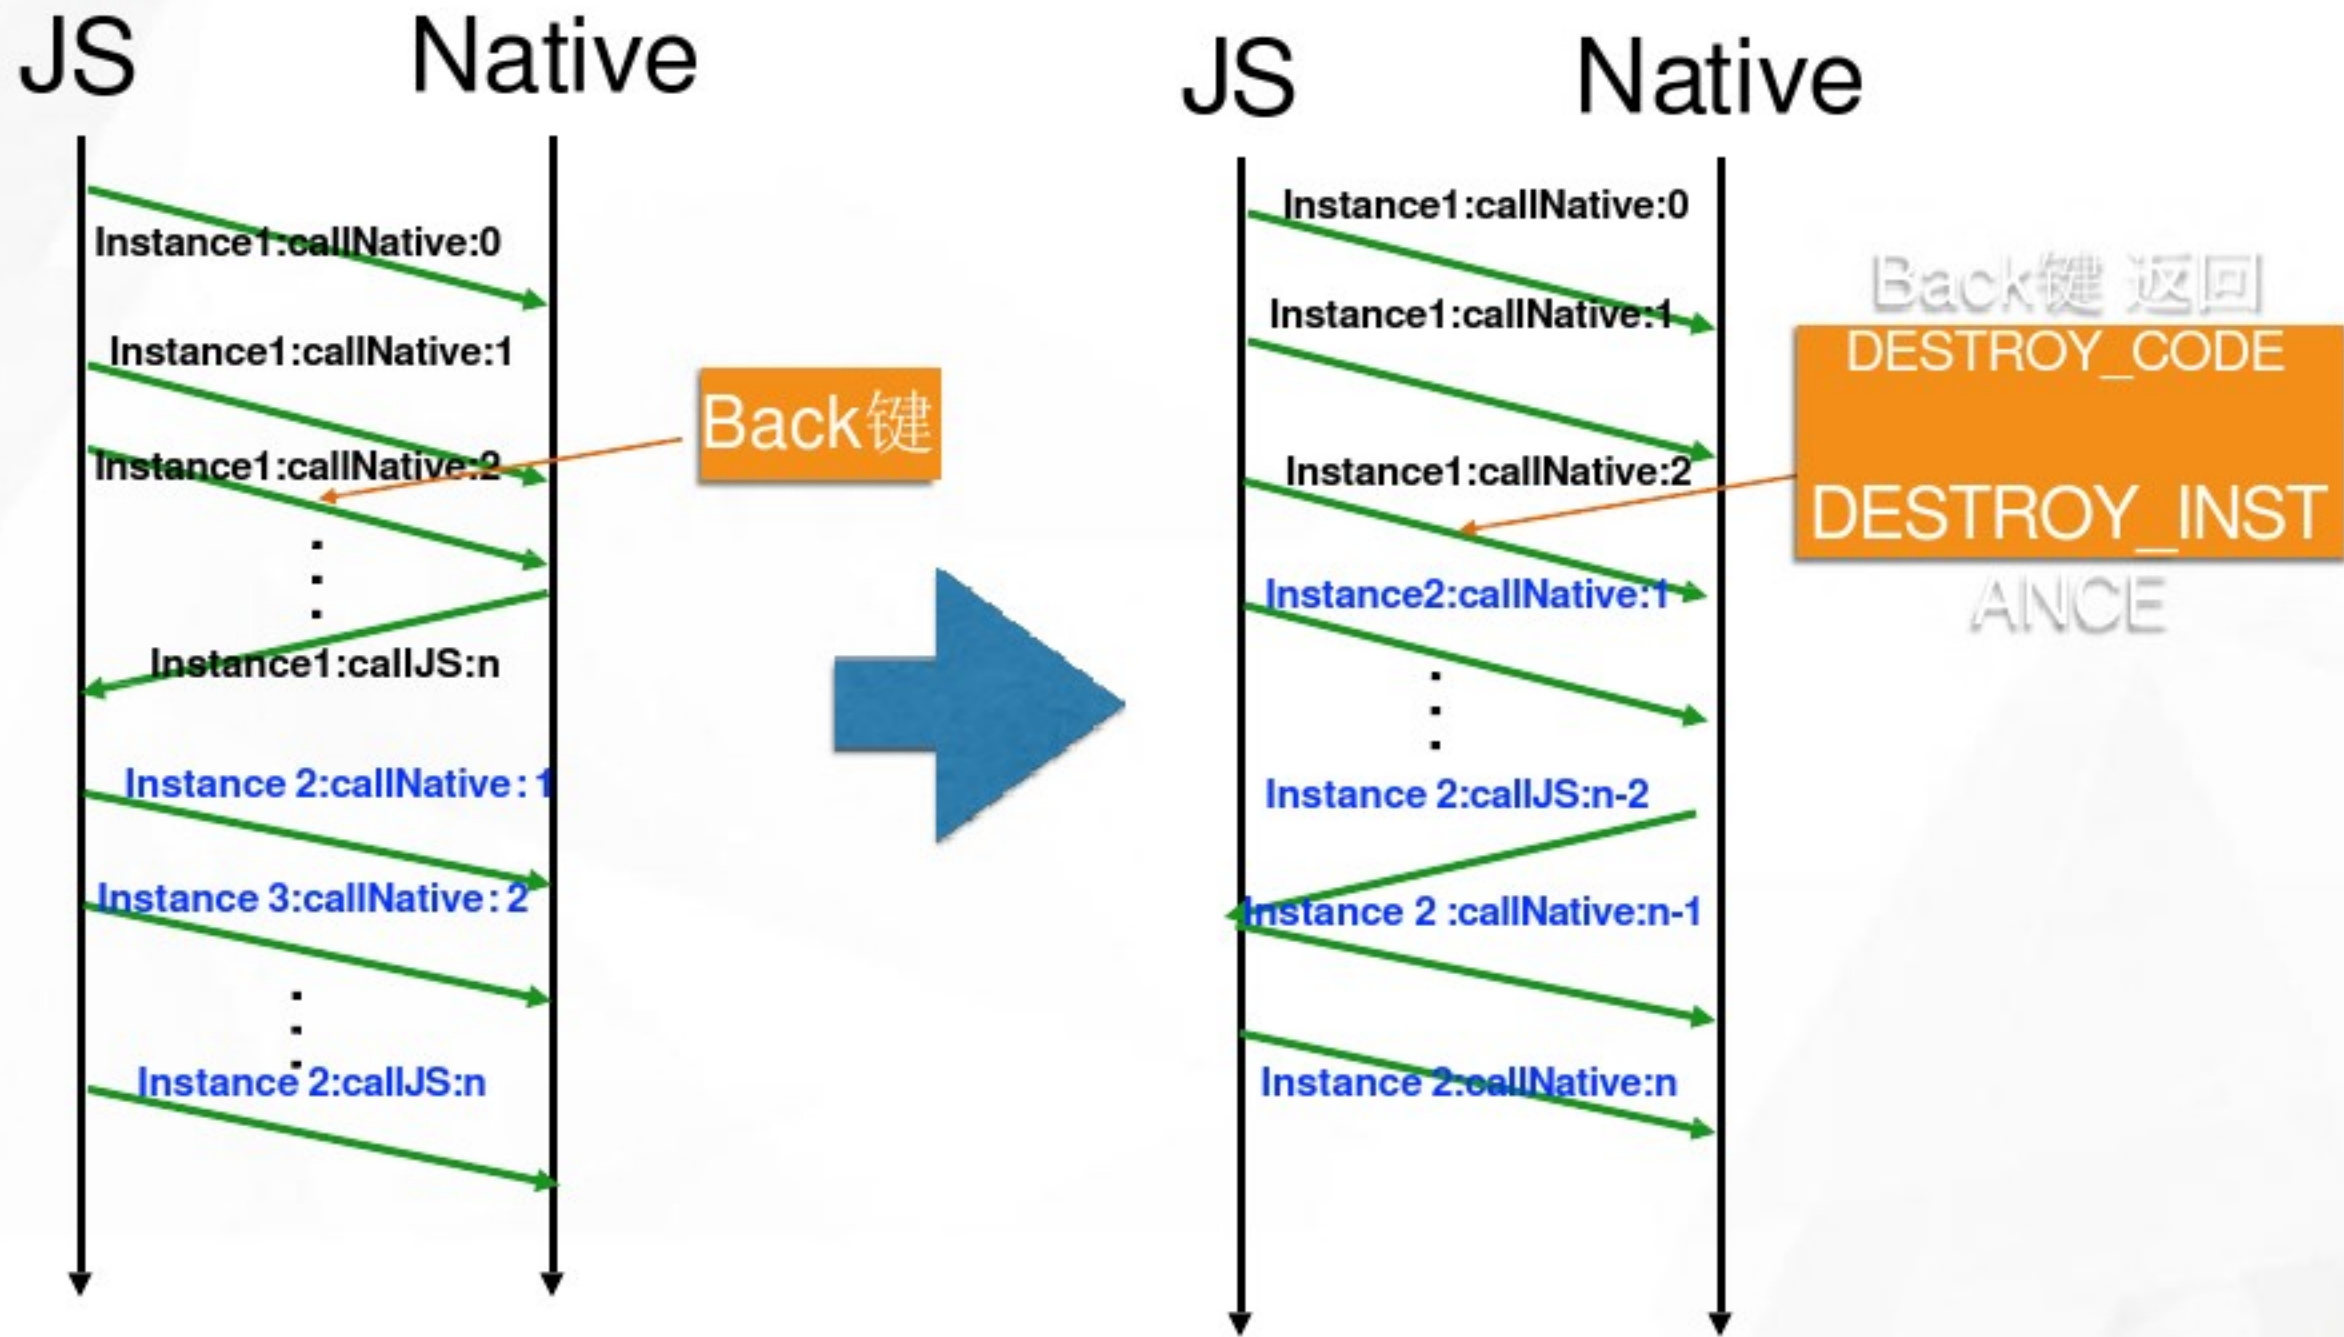 JS
Native
Instance1:callNative:0
Instance1:callNative:1
Instance1:callNative:2
Back键
Instance1:callJS:n
Instance 2:callNative: 1
Instance 3:callNative: 2
Instance 2:callJS:n
JS
Native
Instance1:callNative:0
Instance1:callNative:1
Instance1:callNative:2
Back键 返回
DESTROY_CODE
DESTROY_INST
ANCE
Instance2:callNative:1
Instance 2:callJS:n-2
Instance 2 :callNative:n-1
Instance 2:callNative:n